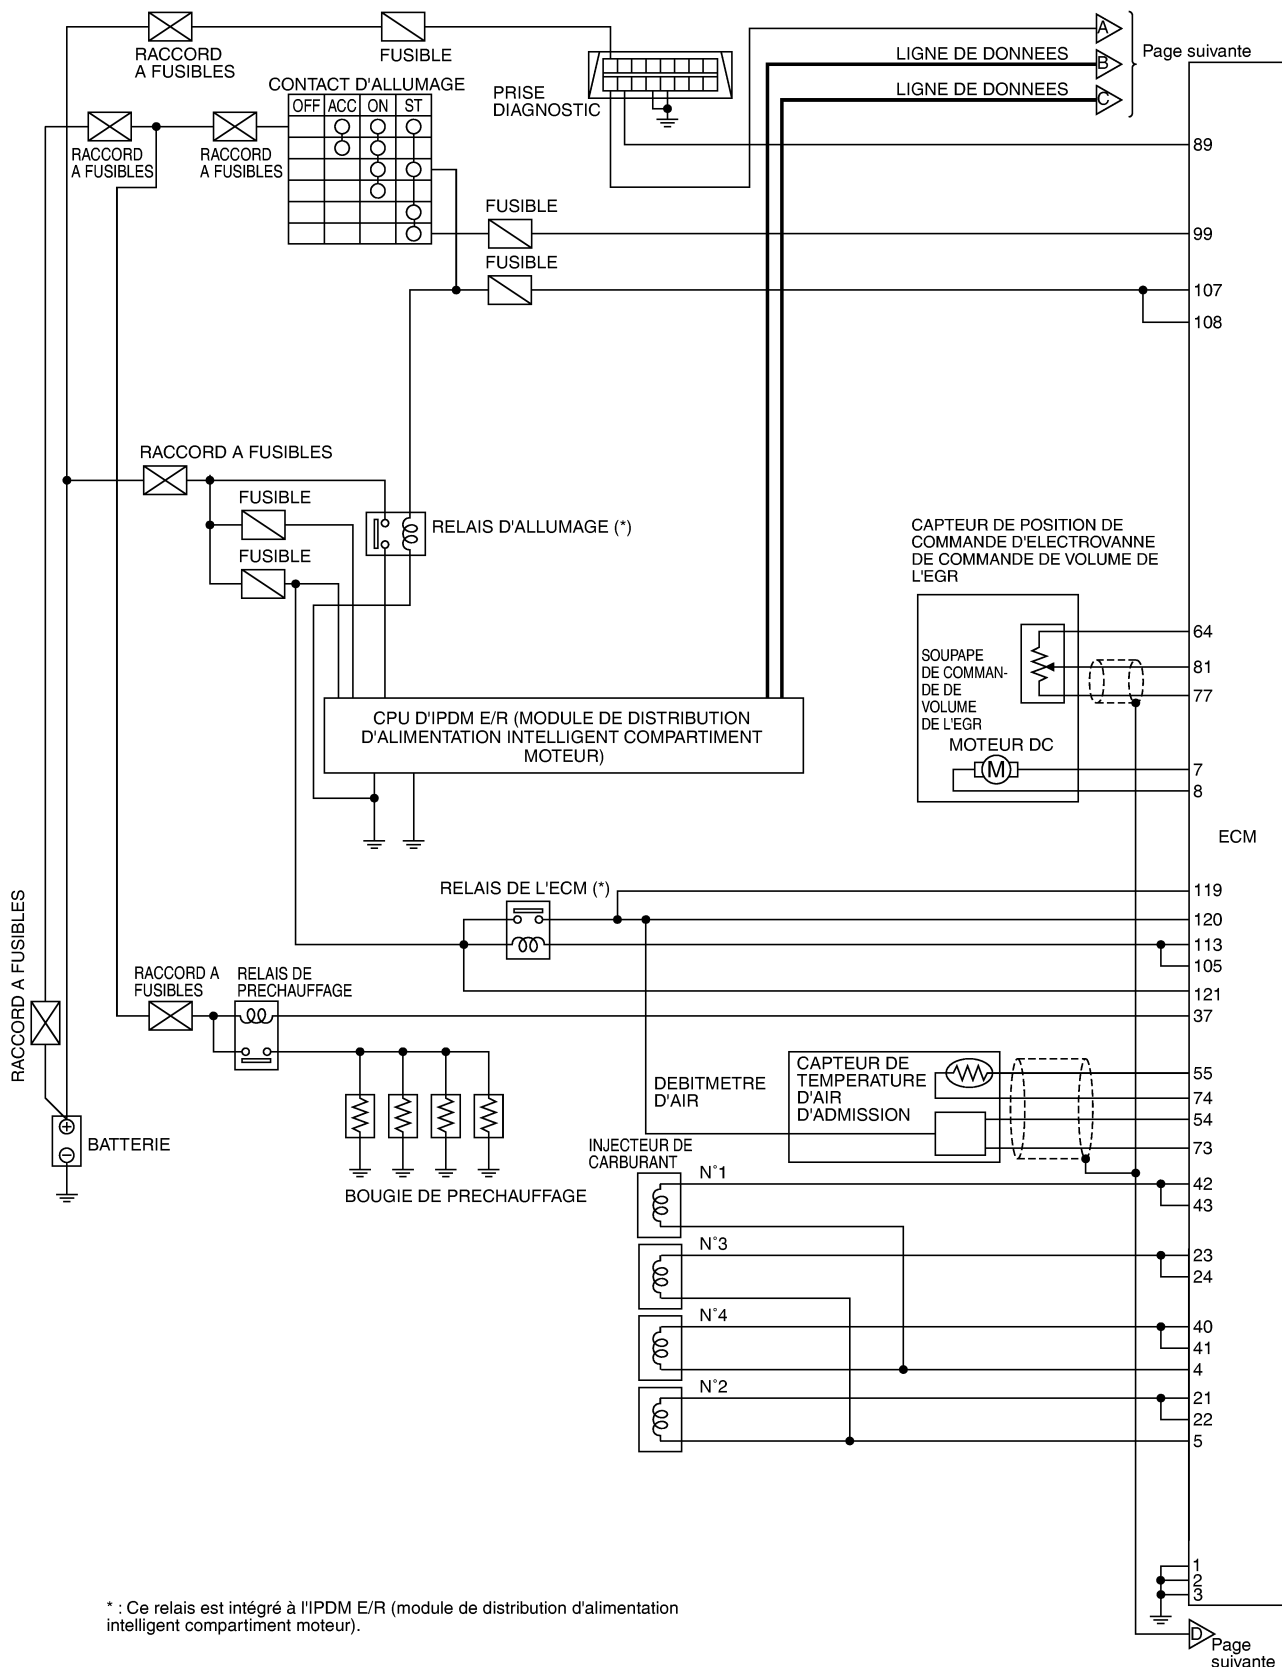 RACCORD
A FUSIBLES
FUSIBLE
CONTACT D'ALLUMAGE
OFF ACC ON ST
PRISE
DIAGNOSTIC
LIGNE DE DONNEES
LIGNE DE DONNEES
A
B
C
Page suivante
RACCORD
A FUSIBLES
RACCORD
A FUSIBLES
89
FUSIBLE
99
FUSIBLE
107
108
RACCORD A FUSIBLES
FUSIBLE
FUSIBLE
RELAIS D'ALLUMAGE (*)
CAPTEUR DE POSITION DE
COMMANDE D'ELECTROVANNE
DE COMMANDE DE VOLUME DE
L'EGR
SOUPAPE
DE COMMAN-
DE DE
VOLUME
DE L'EGR
MOTEUR DC
M
64
81
77
7
8
CPU D'IPDM E/R (MODULE DE DISTRIBUTION
D'ALIMENTATION INTELLIGENT COMPARTIMENT
MOTEUR)
ECM
RELAIS DE L'ECM (*)
119
120
113
105
121
37
RACCORD A FUSIBLES
RACCORD A
FUSIBLES
RELAIS DE
PRECHAUFFAGE
DEBITMETRE
D'AIR
CAPTEUR DE
TEMPERATURE
D'AIR
D'ADMISSION
55
74
54
73
BATTERIE
BOUGIE DE PRECHAUFFAGE
INJECTEUR DE
CARBURANT
N°1
42
43
N°3
23
24
N°4
40
41
4
N°2
21
22
5
1
2
3
* : Ce relais est intégré à l'IPDM E/R (module de distribution d'alimentation
intelligent compartiment moteur).
D
Page
suivante